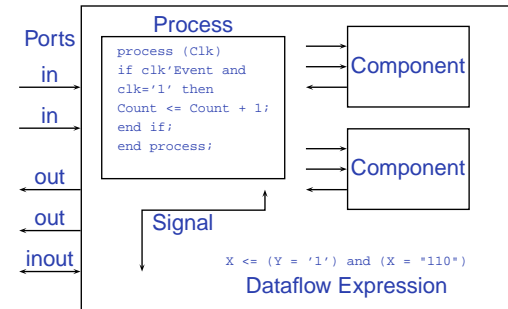 Process
Ports
process (Clk)
if clk'Event and
clk='1' then
Count <= Count + 1;
end if;
end process;
in
in
out
out
inout
Component
Component
Signal
X <= (Y = '1') and (X = "110")
Dataflow Expression